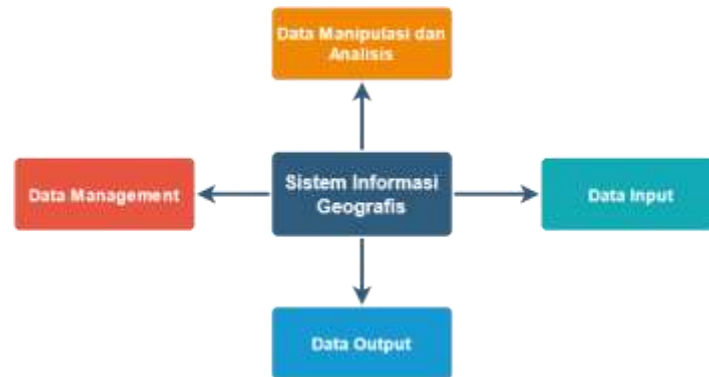 Data Manipulasi dan
Analisis
Data Management
Sistem Informasi
Geografis
Data Input
Data Output